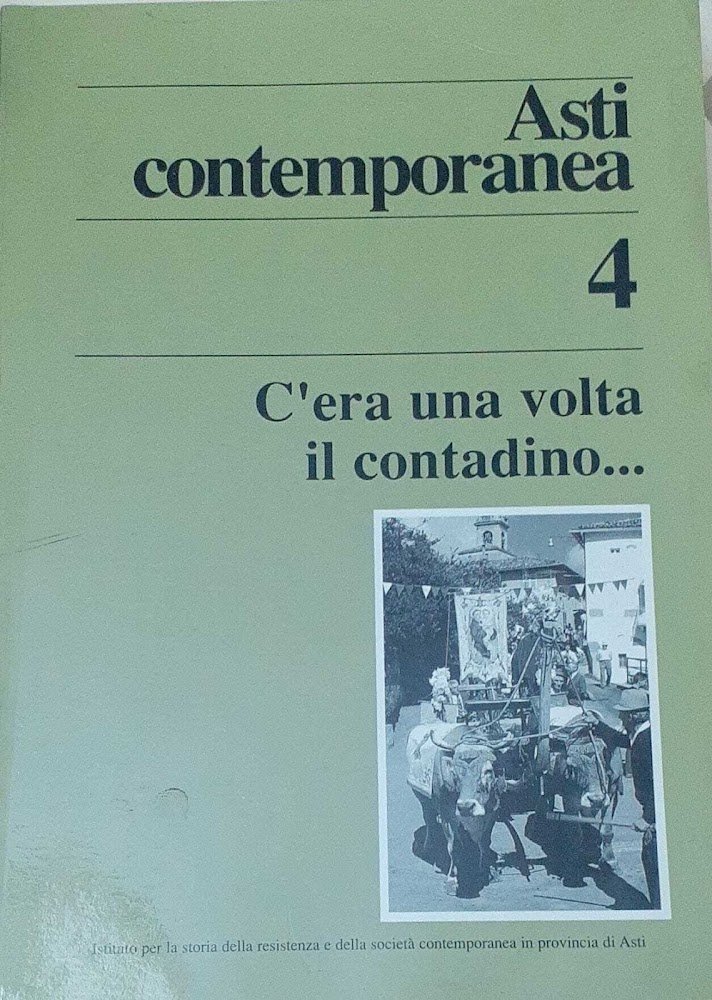 Asti
contemporanea
4
C'era una volta
il contadino...
Istituto per la storia della resistenza e della società contemporanea in provincia di Asti